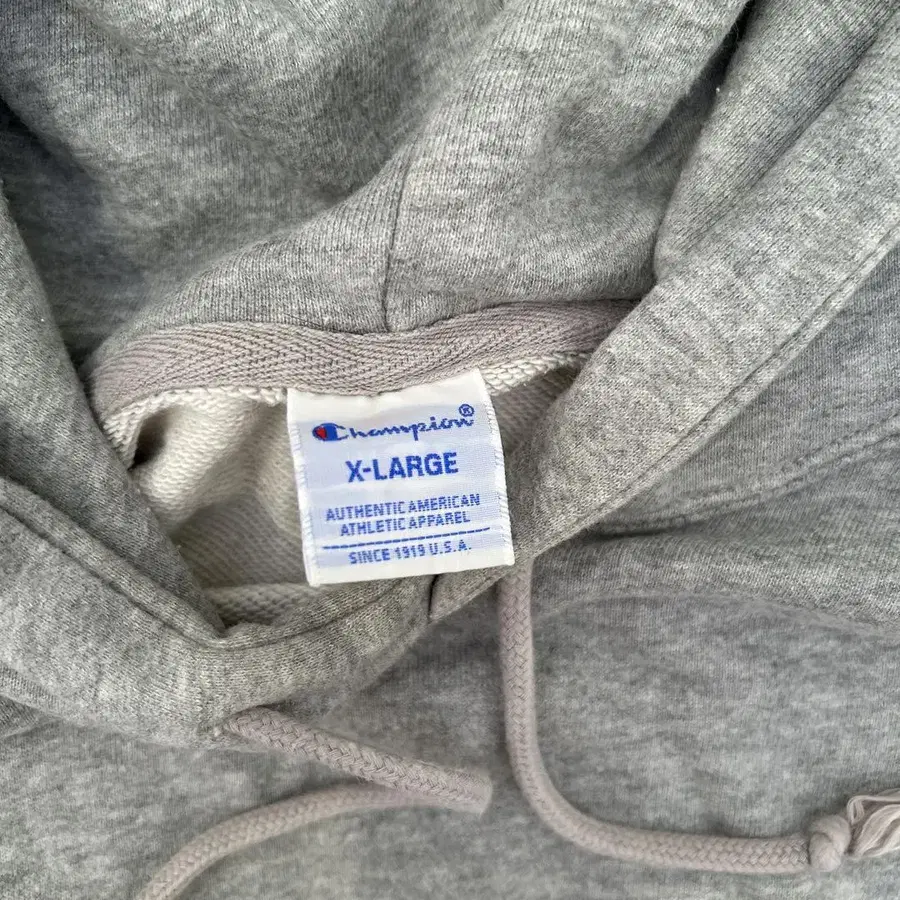 Champion®
X-LARGE
AUTHENTIC AMERICAN
ATHLETIC APPAREL
SINCE 1919 U.S.A.